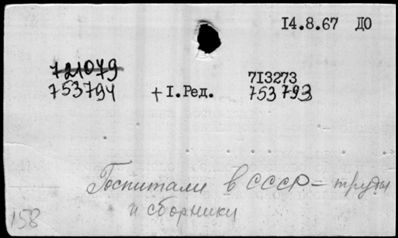 14.8.67 ДО
721079
713273
753794 + I.Ред. 753793
Госпитали в СССР – труды
и сборники
158